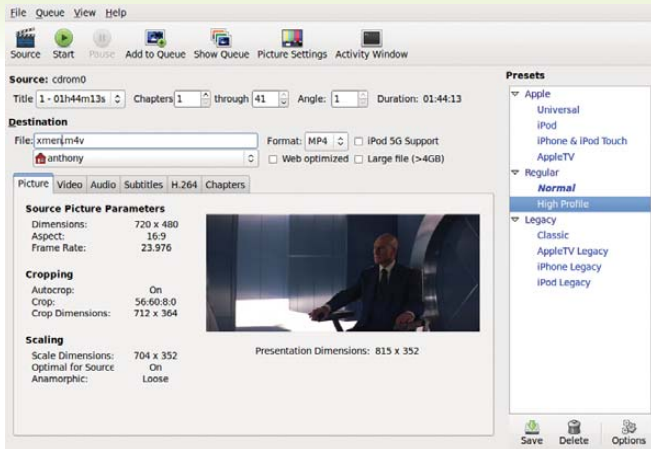 File Queue View Help
Source Start Pause Add to Queue Show Queue Picture Settings Activity Window
Source: cdrom0
Title 1 - 01h44m13s Chapters 1 through 41 Angle: 1 Duration: 01:44:13
Destination
File: xmen.m4v Format: MP4 iPod 5G Support
anthony Web optimized Large file (>4GB)
Picture Video Audio Subtitles H.264 Chapters
Source Picture Parameters
Dimensions: 720 x 480
Aspect: 16:9
Frame Rate: 23.976
Cropping
Autocrop: On
Crop: 56:60:8:0
Crop Dimensions: 712 x 364
Scaling
Scale Dimensions: 704 x 352
Optimal for Source On
Anamorphic: Loose
Presentation Dimensions: 815 x 352
Presets
Apple
Universal
iPod
iPhone & iPod Touch
AppleTV
Regular
Normal
High Profile
Legacy
Classic
AppleTV Legacy
iPhone Legacy
iPod Legacy
Save Delete Options